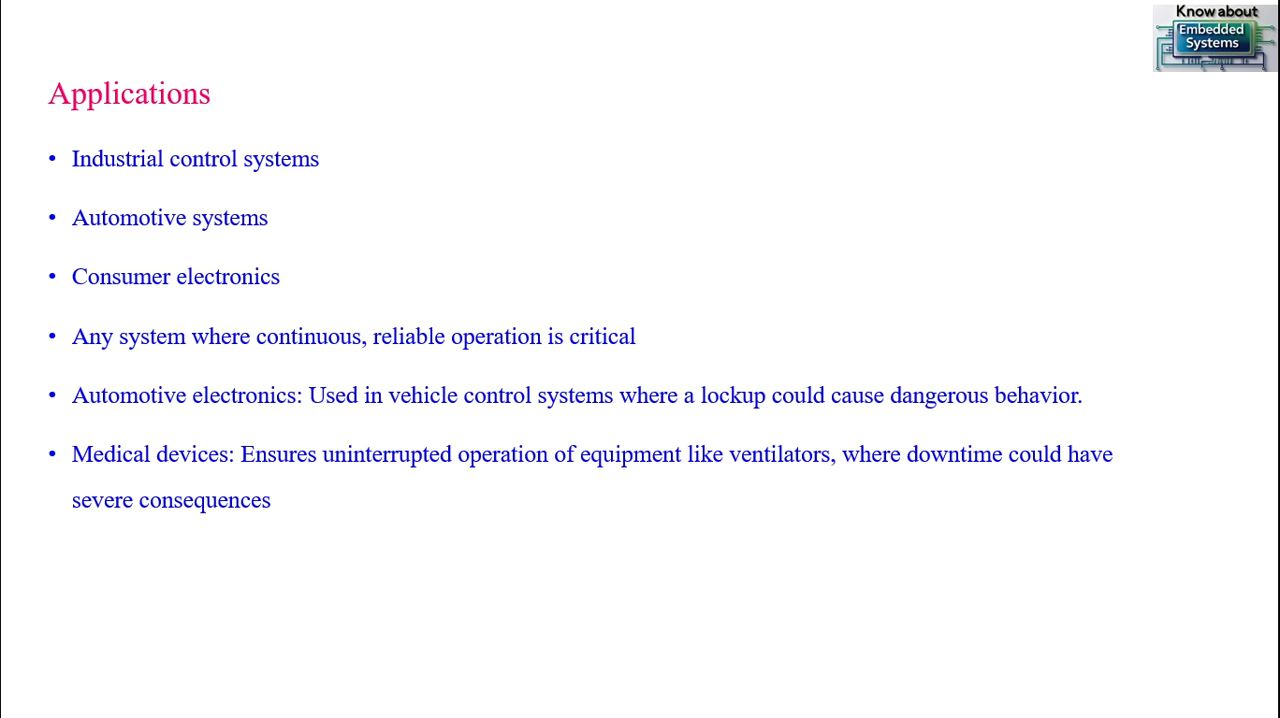 Know about
Embedded
Systems
Applications
• Industrial control systems
• Automotive systems
• Consumer electronics
• Any system where continuous, reliable operation is critical
• Automotive electronics: Used in vehicle control systems where a lockup could cause dangerous behavior.
• Medical devices: Ensures uninterrupted operation of equipment like ventilators, where downtime could have
severe consequences